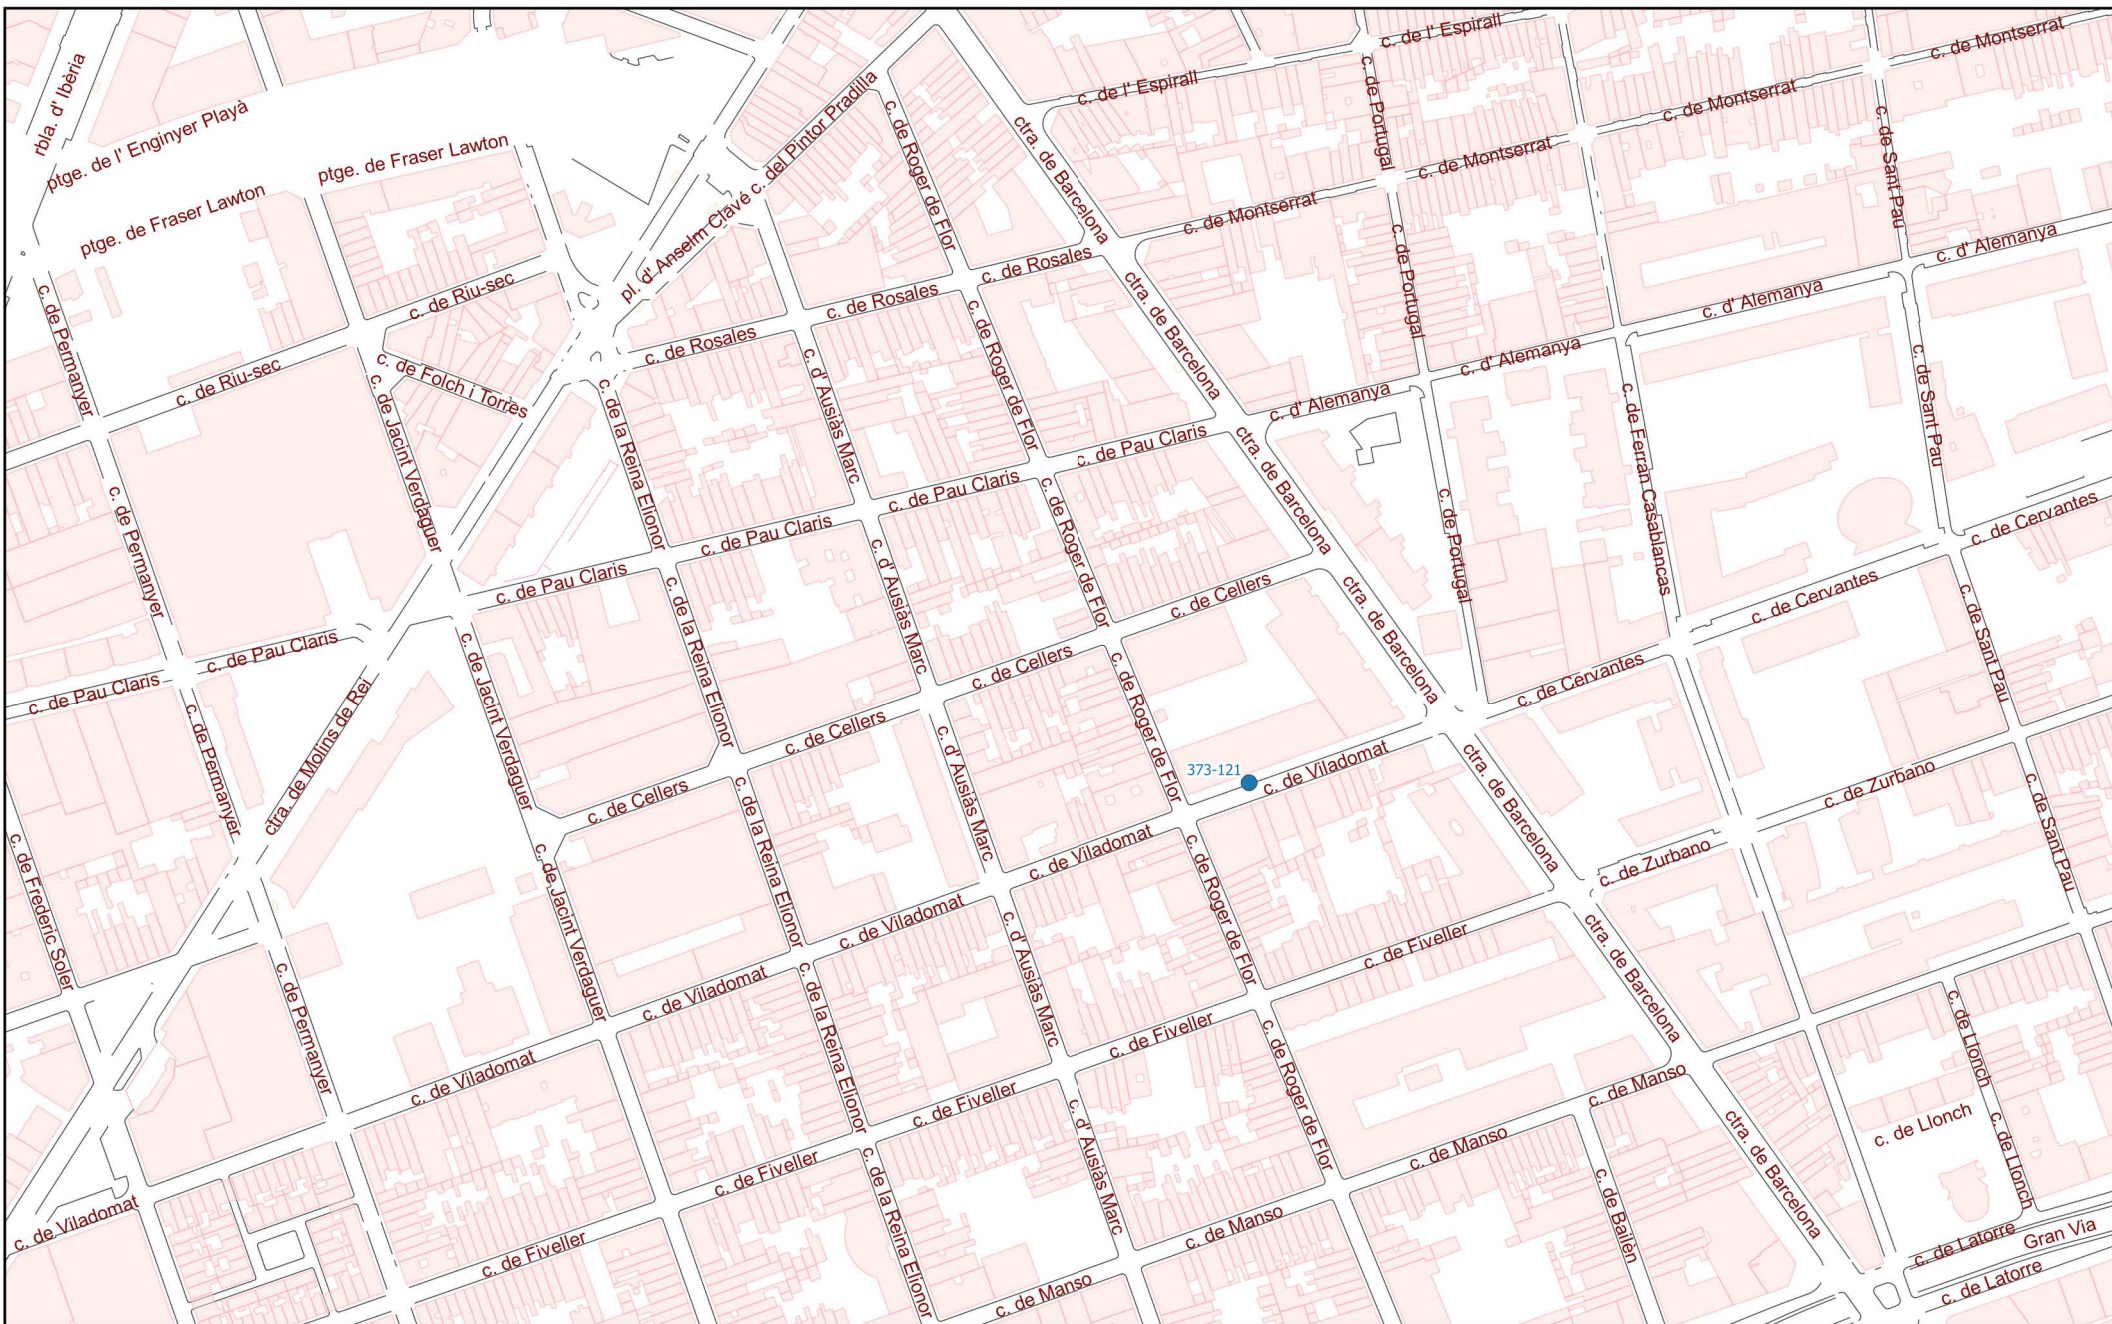 c. de l' Espirall
c. de Montserrat
rbla. d' Ibèria
c. de l' Espirall
c. de Portugal
c. de Montserrat
ptge. de l' Enginyer Playà
c. del Pintor Pradilla
c. de Roger de Flor
ctra. de Barcelona
c. de Sant Pau
ptge. de Fraser Lawton
c. de Montserrat
ptge. de Fraser Lawton
pl. d' Anselm Clavé
c. de Montserrat
c. d' Alemanya
c. de Rosales
c. de Riu-sec
c. de Permanyer
c. de Rosales
c. de Roger de Flor
ctra. de Barcelona
c. de Portugal
c. d' Alemanya
c. de Rosales
c. d' Ausiàs Marc
c. d' Alemanya
c. de Sant Pau
c. de Riu-sec
c. de Folch i Torres
c. de Jacint Verdaguer
c. de la Reina Elionor
c. d' Alemanya
c. de Ferran Casablancas
c. de Pau Claris
ctra. de Barcelona
c. de Pau Claris
c. de Roger de Flor
c. de Portugal
c. de Cervantes
c. de Permanyer
c. de Pau Claris
c. d' Ausiàs Marc
c. de Pau Claris
c. de la Reina Elionor
c. de Cellers
ctra. de Barcelona
c. de Cervantes
c. de Sant Pau
c. de Pau Claris
c. de Jacint Verdaguer
c. de Cellers
c. de Roger de Flor
c. de Cervantes
c. de Pau Claris
c. de Permanyer
ctra. de Molins de Rei
c. de Cellers
c. d' Ausiàs Marc
373-121
c. de Viladomat
ctra. de Barcelona
c. de Zurbano
c. de Sant Pau
c. de Cellers
c. de la Reina Elionor
c. de Frederic Soler
c. de Jacint Verdaguer
c. de Viladomat
c. de Roger de Flor
c. de Zurbano
c. de Viladomat
c. d' Ausiàs Marc
c. de Fiveller
ctra. de Barcelona
c. de Permanyer
c. de Viladomat
c. de la Reina Elionor
c. de Fiveller
c. de Roger de Flor
c. de Llonch
c. de Viladomat
c. de Fiveller
c. d' Ausiàs Marc
c. de Manso
ctra. de Barcelona
c. de Llonch
c. de Llonch
c. de Fiveller
c. de la Reina Elionor
c. de Manso
c. de Bailèn
c. de Viladomat
c. de Fiveller
c. de Manso
c. de Latorre
Gran Via
c. de Manso
c. de Latorre